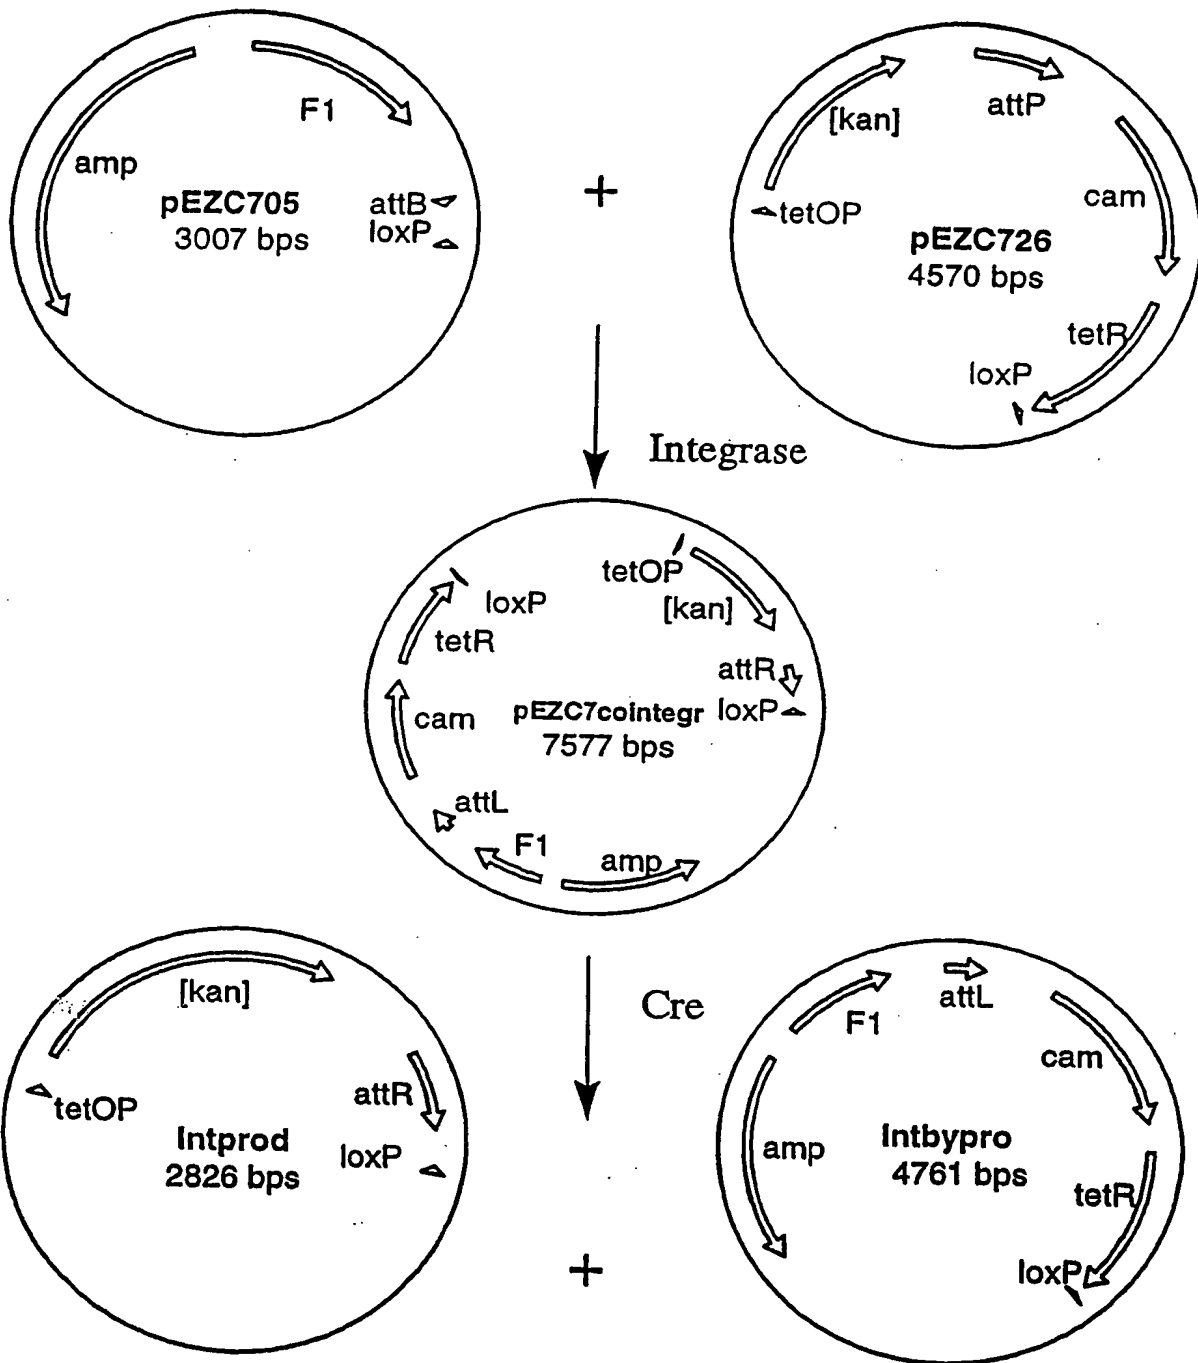 F1
amp
pEZC705
3007 bps
attB
loxP
+
[kan]
attP
cam
tetOP
pEZC726
4570 bps
tetR
loxP
Integrase
tetOP
[kan]
loxP
tetR
attR
cam
pEZC7cointegr
7577 bps
loxP
attL
F1
amp
Cre
[kan]
tetOP
attR
Intprod
2826 bps
loxP
+
F1
attL
cam
amp
Intbypro
4761 bps
tetR
loxP